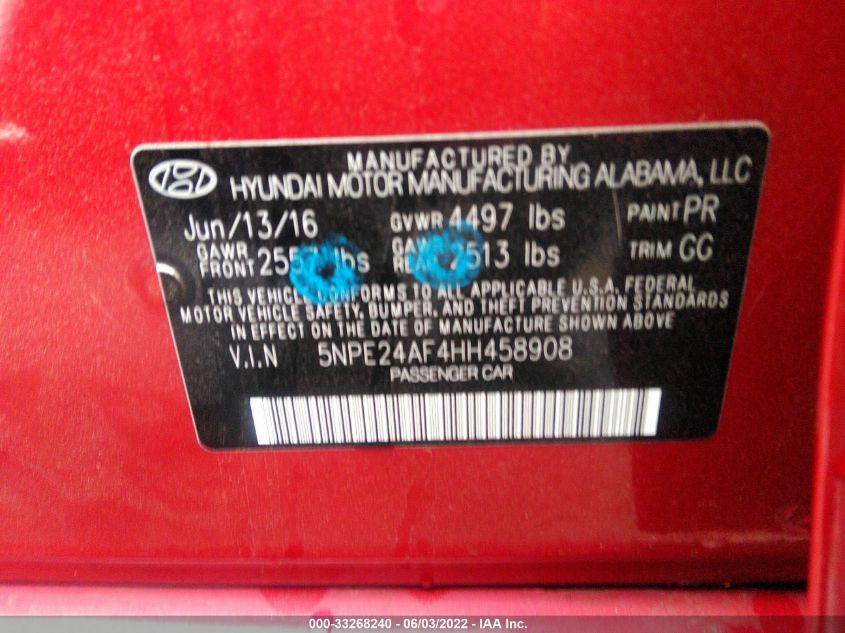 MANUFACTURED BY
HYUNDAI MOTOR MANUFACTURING ALABAMA, LLC
Jun/13/16 GVWR 4497 lbs PAINT PR
GAWR FRONT lbs GAWR lbs TRIM GG
THIS VEHICLE CONFORMS TO ALL APPLICABLE U.S.A. FEDERAL
MOTOR VEHICLE SAFETY, BUMPER, AND THEFT PREVENTION STANDARDS
IN EFFECT ON THE DATE OF MANUFACTURE SHOWN ABOVE
V.I.N 5NPE24AF4HH458908
PASSENGER CAR
000-33268240 - 06/03/2022 - IAA Inc.